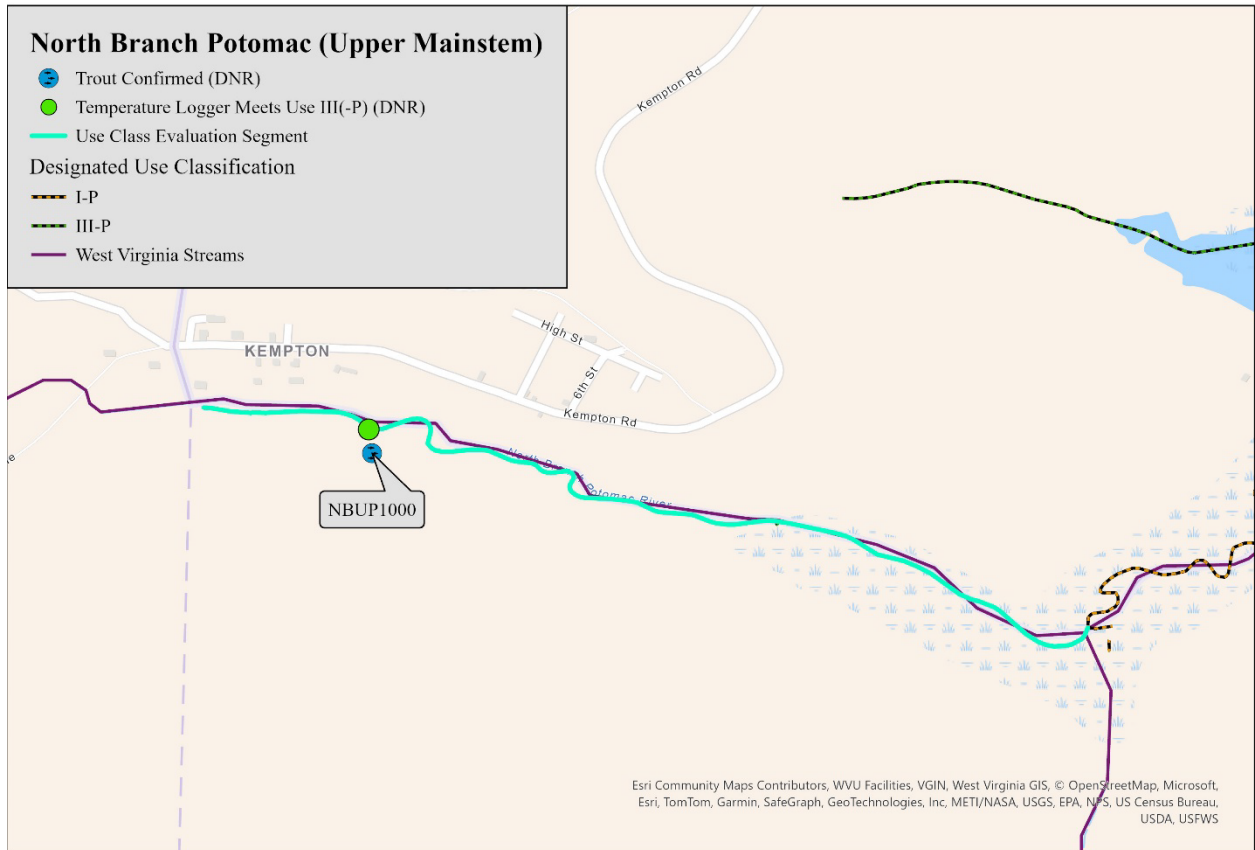 North Branch Potomac (Upper Mainstem)
Trout Confirmed (DNR)
Temperature Logger Meets Use III(-P) (DNR)
Use Class Evaluation Segment
Designated Use Classification
I-P
III-P
West Virginia Streams
Kempton Rd
KEMPTON
High St
6th St
Kempton Rd
North Branch Potomac River
NBUP1000
Esri Community Maps Contributors, WVU Facilities, VGIN, West Virginia GIS, © OpenStreetMap, Microsoft,
Esri, TomTom, Garmin, SafeGraph, GeoTechnologies, Inc, METI/NASA, USGS, EPA, NPS, US Census Bureau,
USDA, USFWS